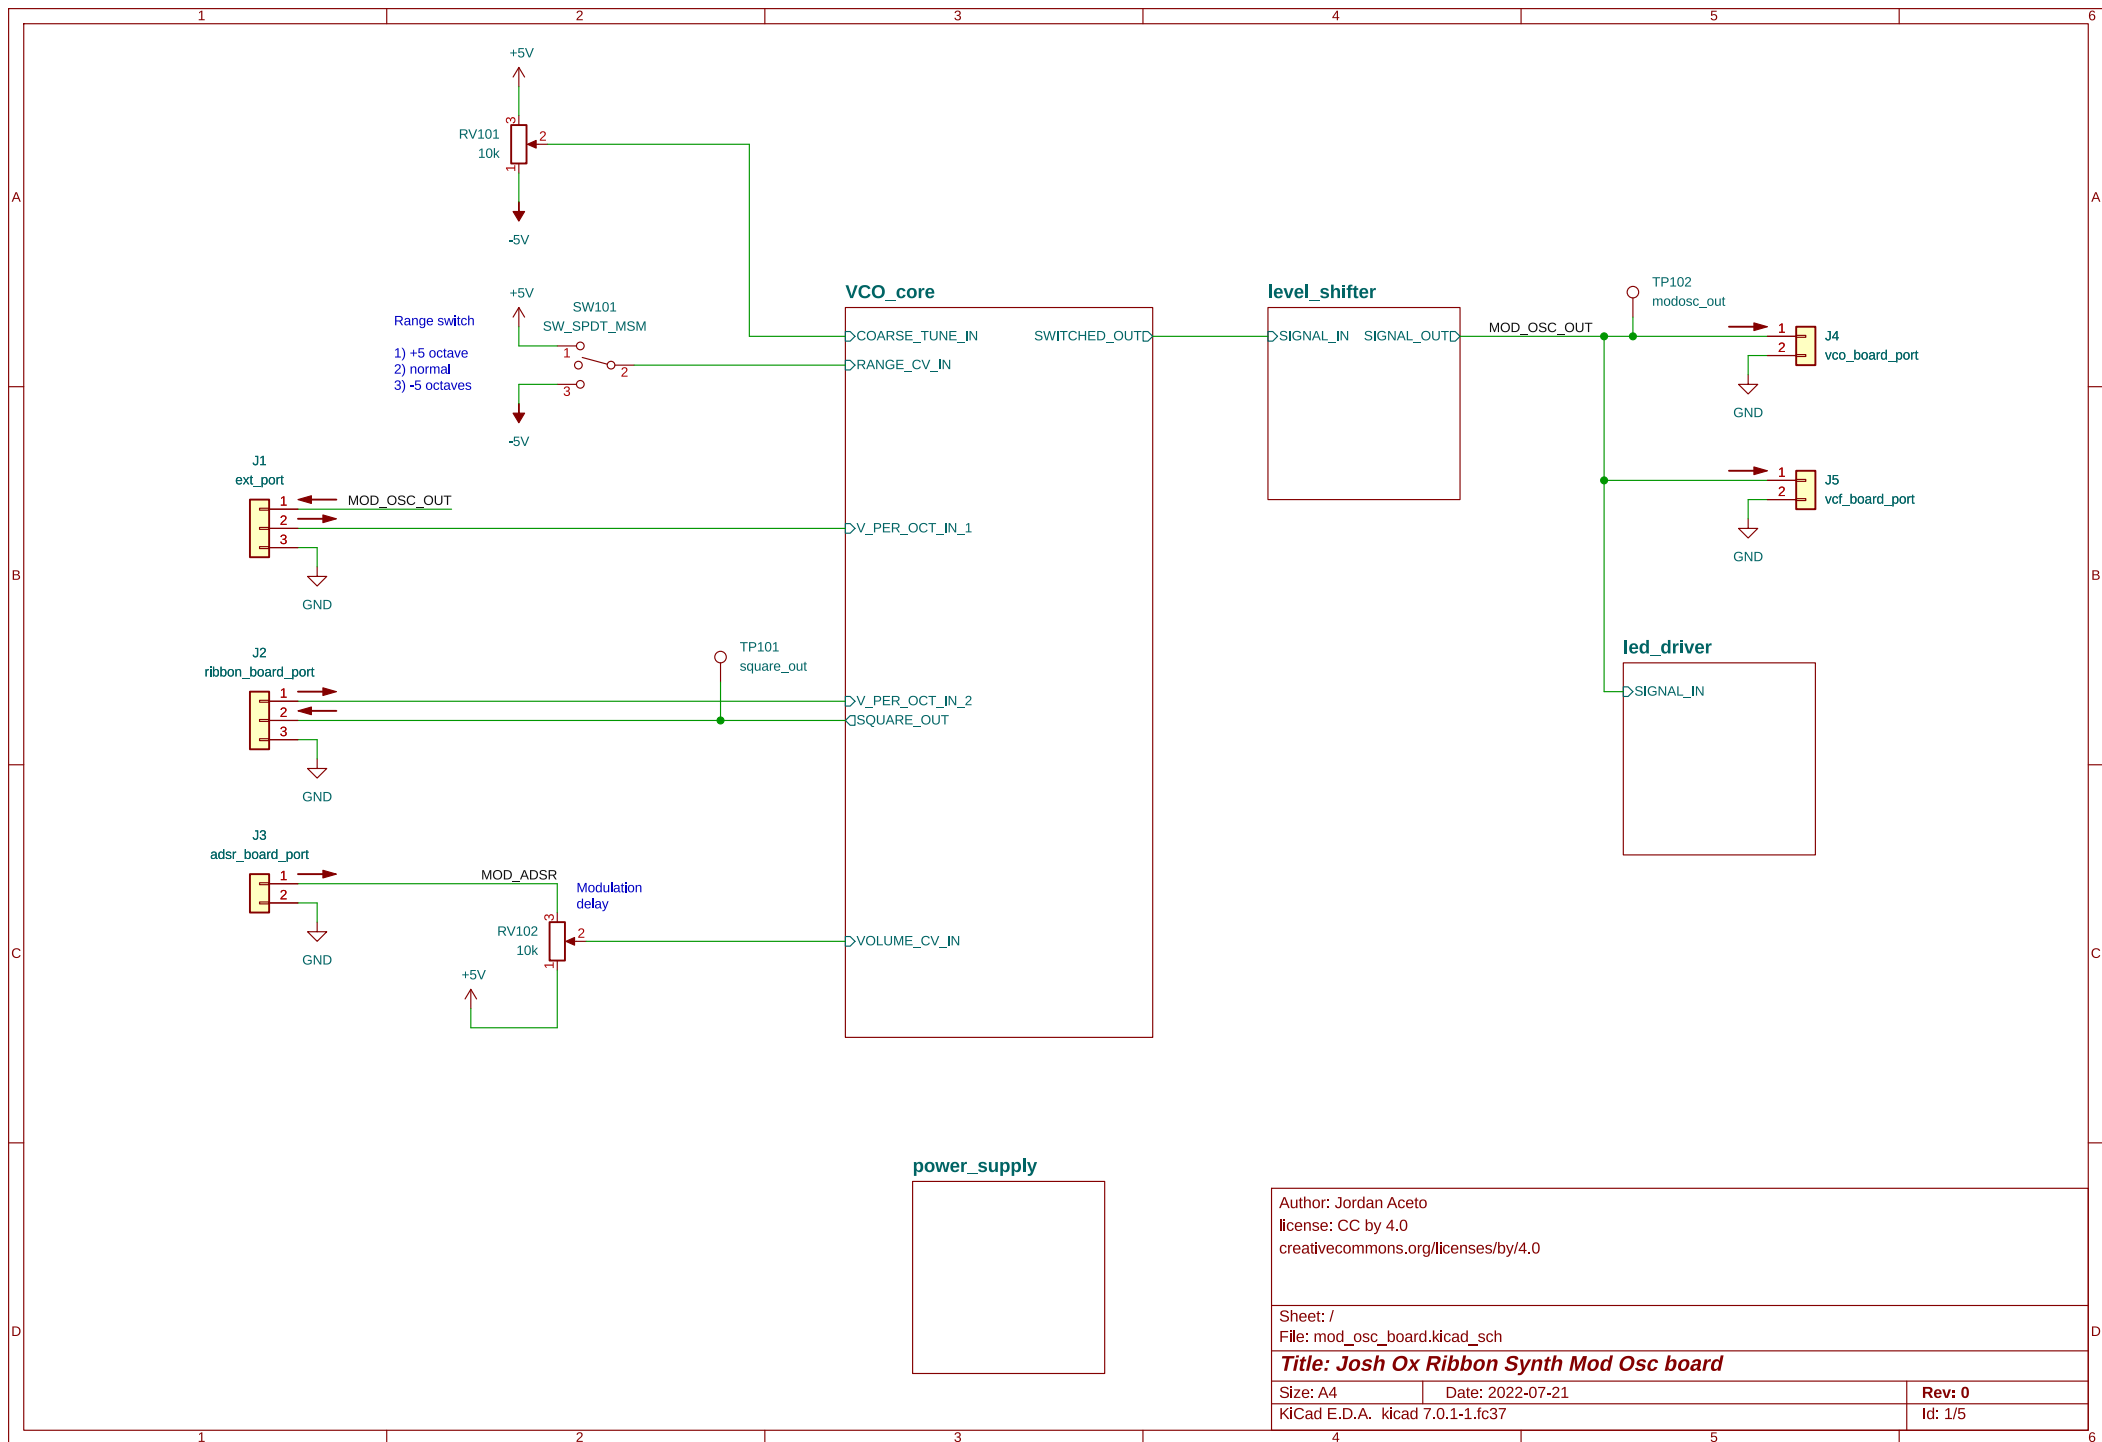 1 2 3 4 5 6
+5V
3
RV101
10k
2
1
-5V
A
A
+5V
SW101
SW_SPDT_MSM
Range switch
1) +5 octave
2) normal
3) -5 octaves
1
2
3
-5V
VCO_core
COARSE_TUNE_IN
RANGE_CV_IN
SWITCHED_OUT
V_PER_OCT_IN_1
V_PER_OCT_IN_2
SQUARE_OUT
VOLUME_CV_IN
level_shifter
SIGNAL_IN SIGNAL_OUT
MOD_OSC_OUT
TP102
modosc_out
1
2
J4
vco_board_port
GND
1
2
J5
vcf_board_port
GND
J1
ext_port
1
2
3
MOD_OSC_OUT
GND
B
B
J2
ribbon_board_port
1
2
3
GND
TP101
square_out
led_driver
SIGNAL_IN
J3
adsr_board_port
1
2
GND
MOD_ADSR
Modulation
delay
3
RV102
10k
2
1
+5V
C
C
power_supply
Author: Jordan Aceto
license: CC by 4.0
creativecommons.org/licenses/by/4.0
Sheet: /
File: mod_osc_board.kicad_sch
Title: Josh Ox Ribbon Synth Mod Osc board
Size: A4 Date: 2022-07-21 Rev: 0
KiCad E.D.A. kicad 7.0.1-1.fc37 Id: 1/5
D
D
1 2 3 4 5 6